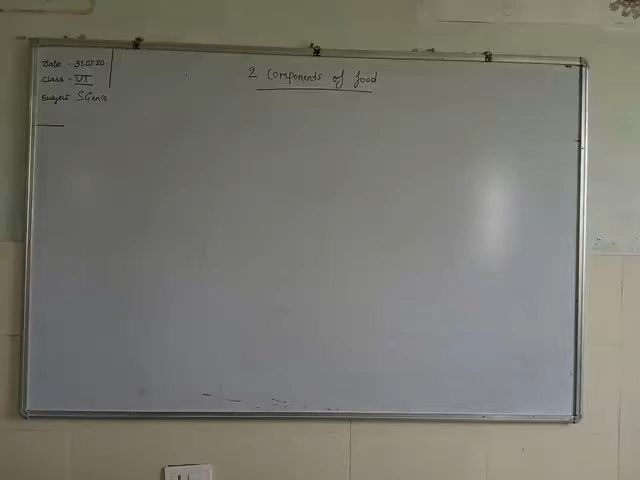 Date - 31.07.20
Class - VI
Subject: Science
2 Components of food